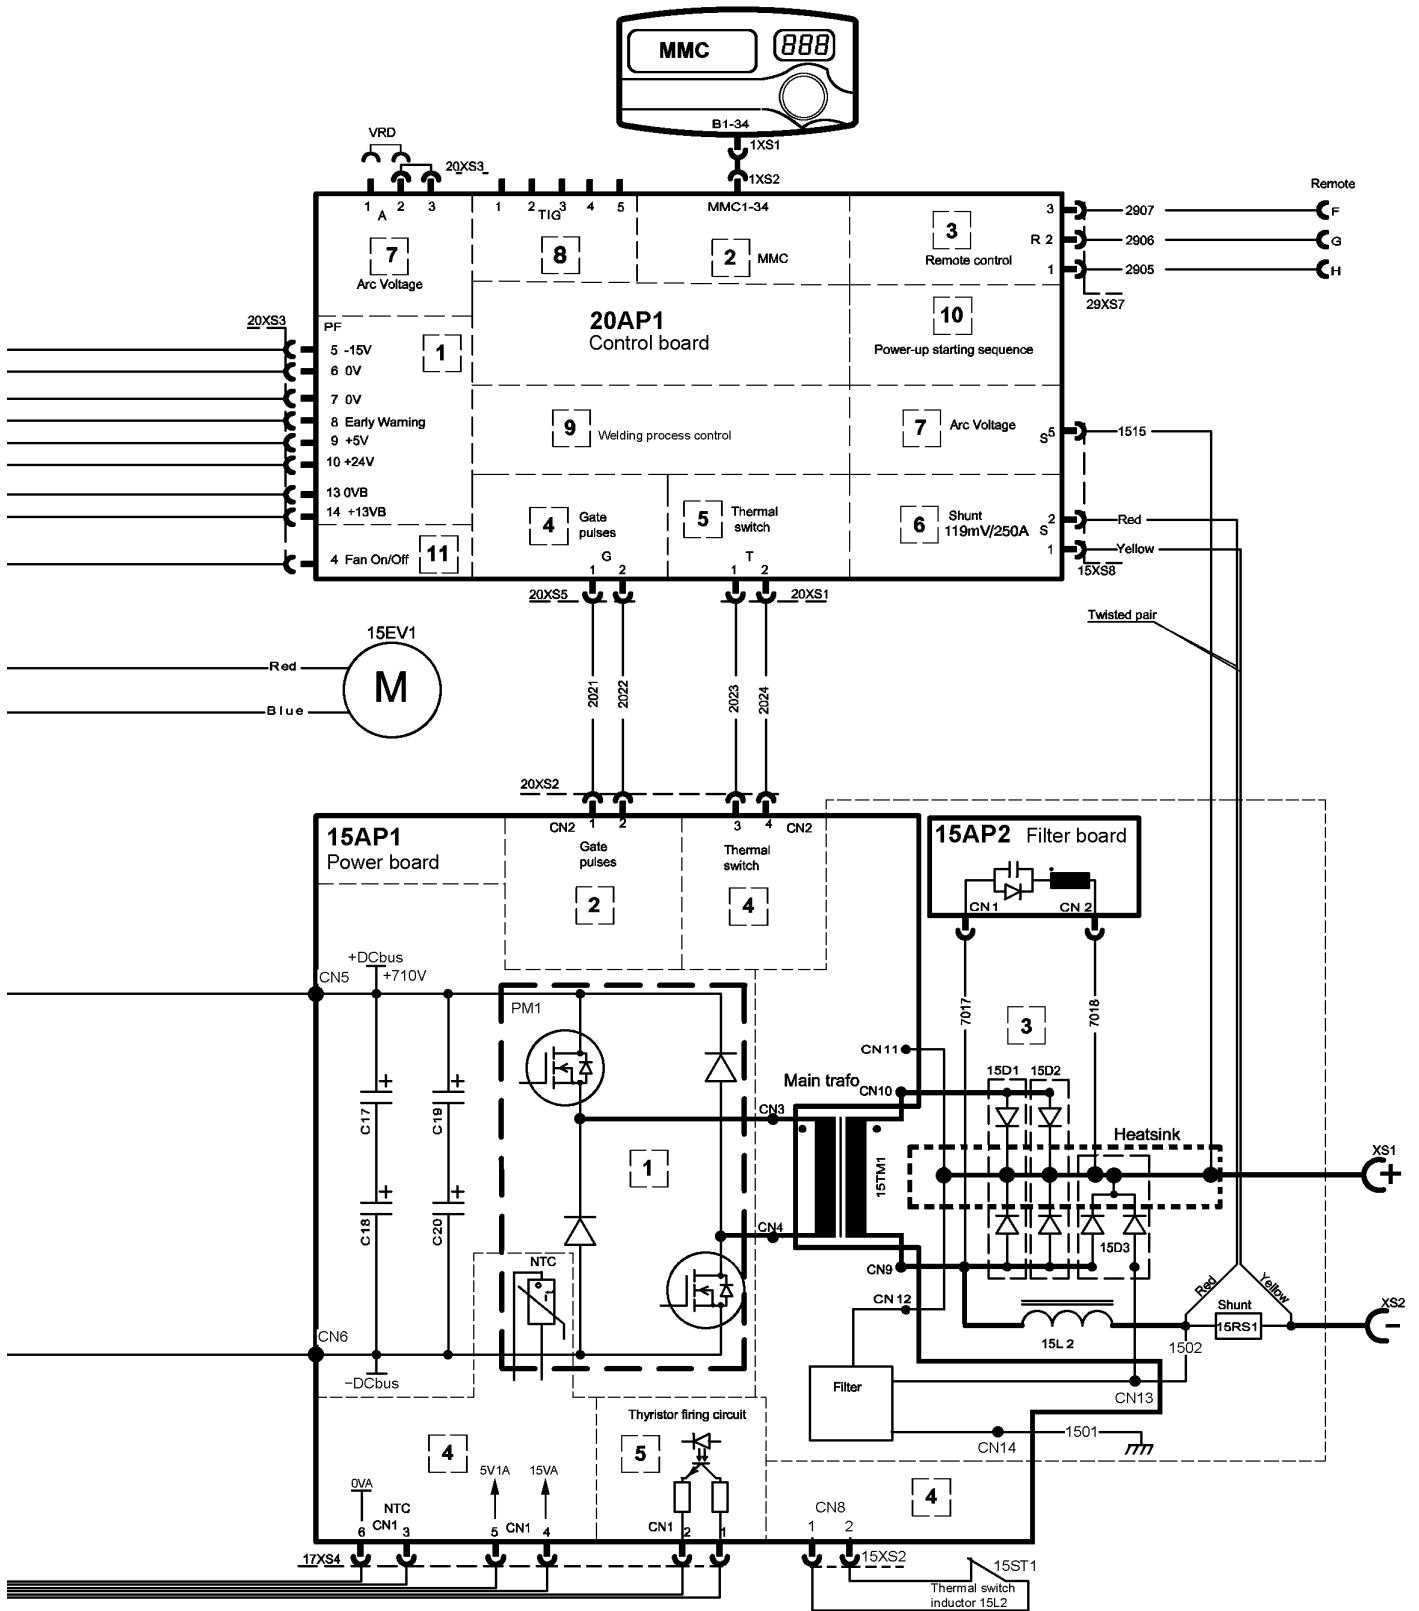 MMC
888
B1-34
1XS1
1XS2
VRD
20XS3
Remote
1 2 3
A
1 2 3 4 5
TIG
MMC1-34
7
Arc Voltage
8
2 MMC
3
Remote control
3
R 2
1
2907
2906
2905
F
G
H
29XS7
20XS3
PF
5 -15V
6 0V
7 0V
8 Early Warning
9 +5V
10 +24V
13 0VB
14 +13VB
4 Fan On/Off
1
11
20AP1
Control board
10
Power-up starting sequence
9 Welding process control
7 Arc Voltage
S 5
1515
4 Gate
pulses
G
1 2
5 Thermal
switch
T
1 2
6 Shunt
119mV/250A
S 2
1
Red
Yellow
15XS8
20XS5
20XS1
Twisted pair
15EV1
M
Red
Blue
2021
2022
2023
2024
20XS2
15AP1
Power board
CN2 1 2
Gate
pulses
2
3 4 CN2
Thermal
switch
4
15AP2 Filter board
CN1
CN2
7017
7018
3
+DCbus
+710V
CN5
PM1
C17
C19
C18
C20
1
NTC
CN6
−DCbus
CN3
CN4
Main trafo
15TM1
CN11
CN10
CN9
CN12
15D1
15D2
15D3
Heatsink
XS1
+
XS2
-
Red
Yellow
Shunt
15RS1
15L2
1502
Filter
CN13
CN14
1501
Thyristor firing circuit
4
5
4
0VA
NTC
CN1
6 3
5V1A
15VA
5 CN1 4
CN1 2 1
CN8
1 2
17XS4
15XS2
15ST1
Thermal switch
inductor 15L2